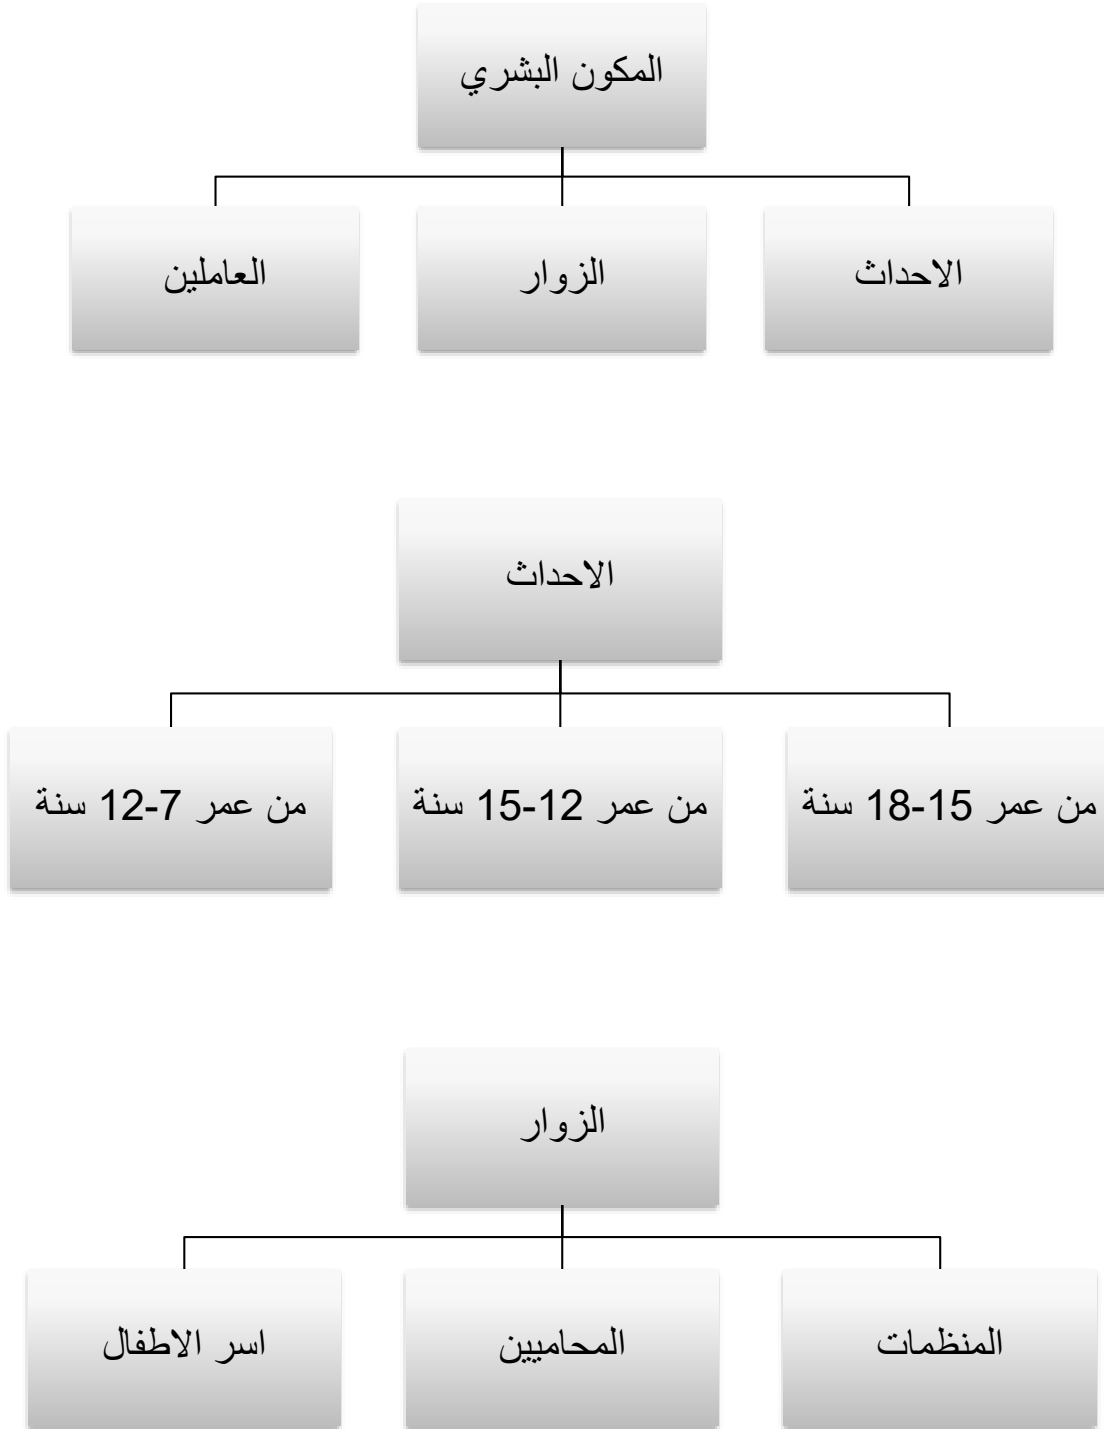 المكون البشري
الاحداث
الزوار
العاملين
الاحداث
من عمر 15-18 سنة
من عمر 12-15 سنة
من عمر 7-12 سنة
الزوار
المنظمات
المحاميين
اسر الاطفال